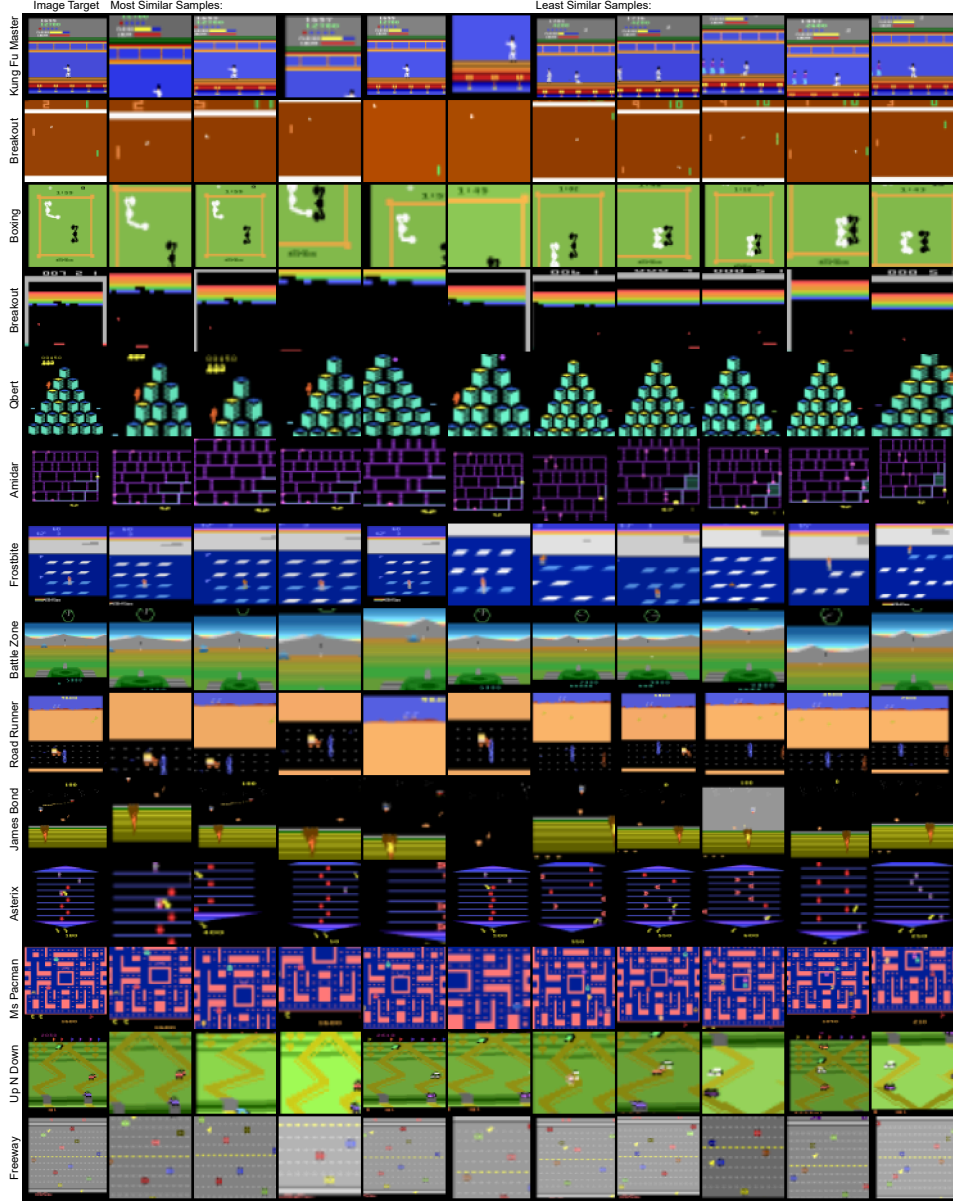 Image Target Most Similar Samples: Least Similar Samples:
Kung Fu Master
Breakout
Boxing
Breakout
Qbert
Amidar
Frostbite
Battle Zone
Road Runner
James Bond
Asterix
Ms Pacman
Up N Down
Freeway